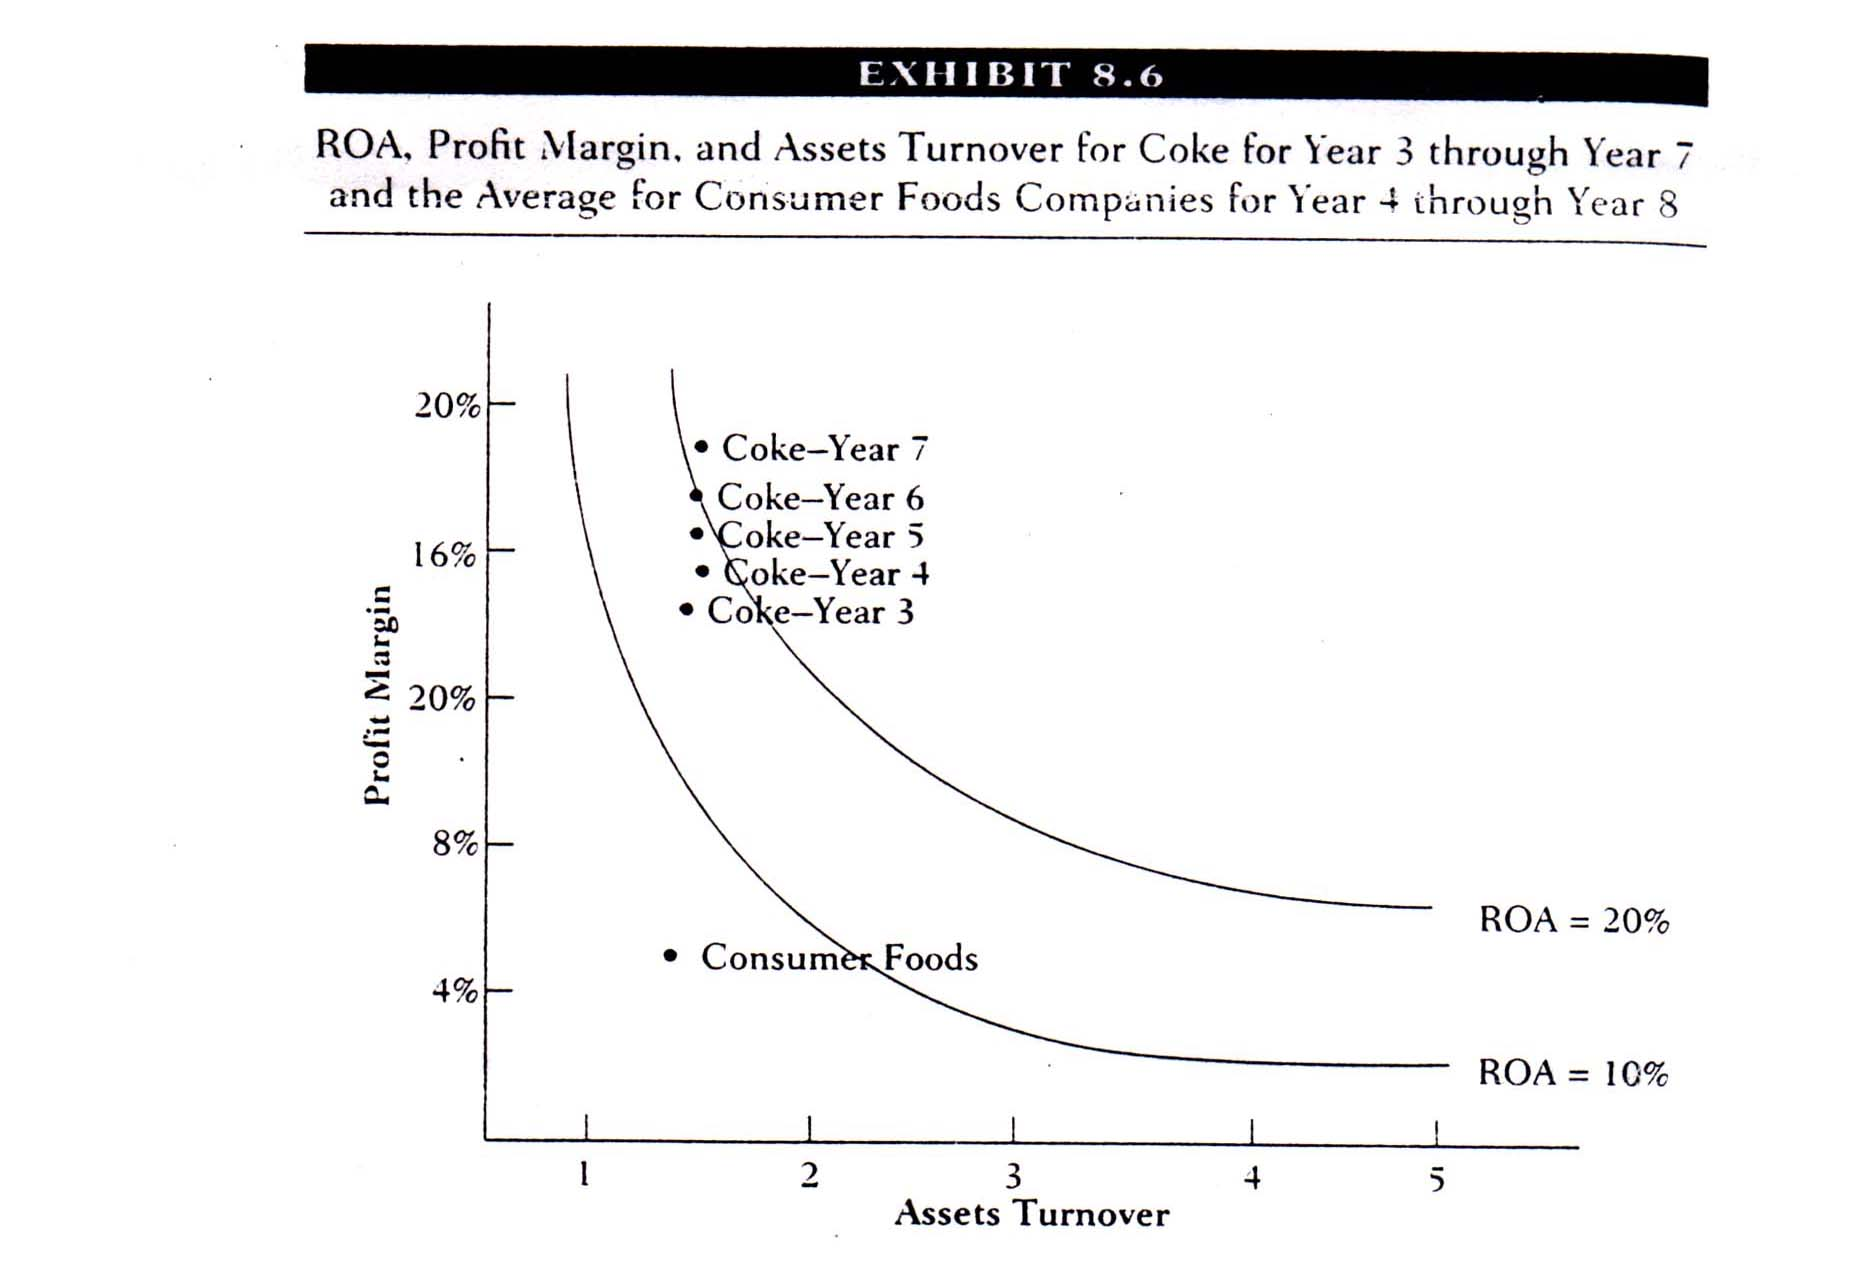 EXHIBIT 8.6
ROA, Profit Margin, and Assets Turnover for Coke for Year 3 through Year 7
and the Average for Consumer Foods Companies for Year 4 through Year 8
20%
Coke–Year 7
Coke–Year 6
Coke–Year 5
16%
Coke–Year 4
Coke–Year 3
Profit Margin
20%
8%
ROA = 20%
Consumer Foods
4%
ROA = 10%
1 2 3 4 5
Assets Turnover